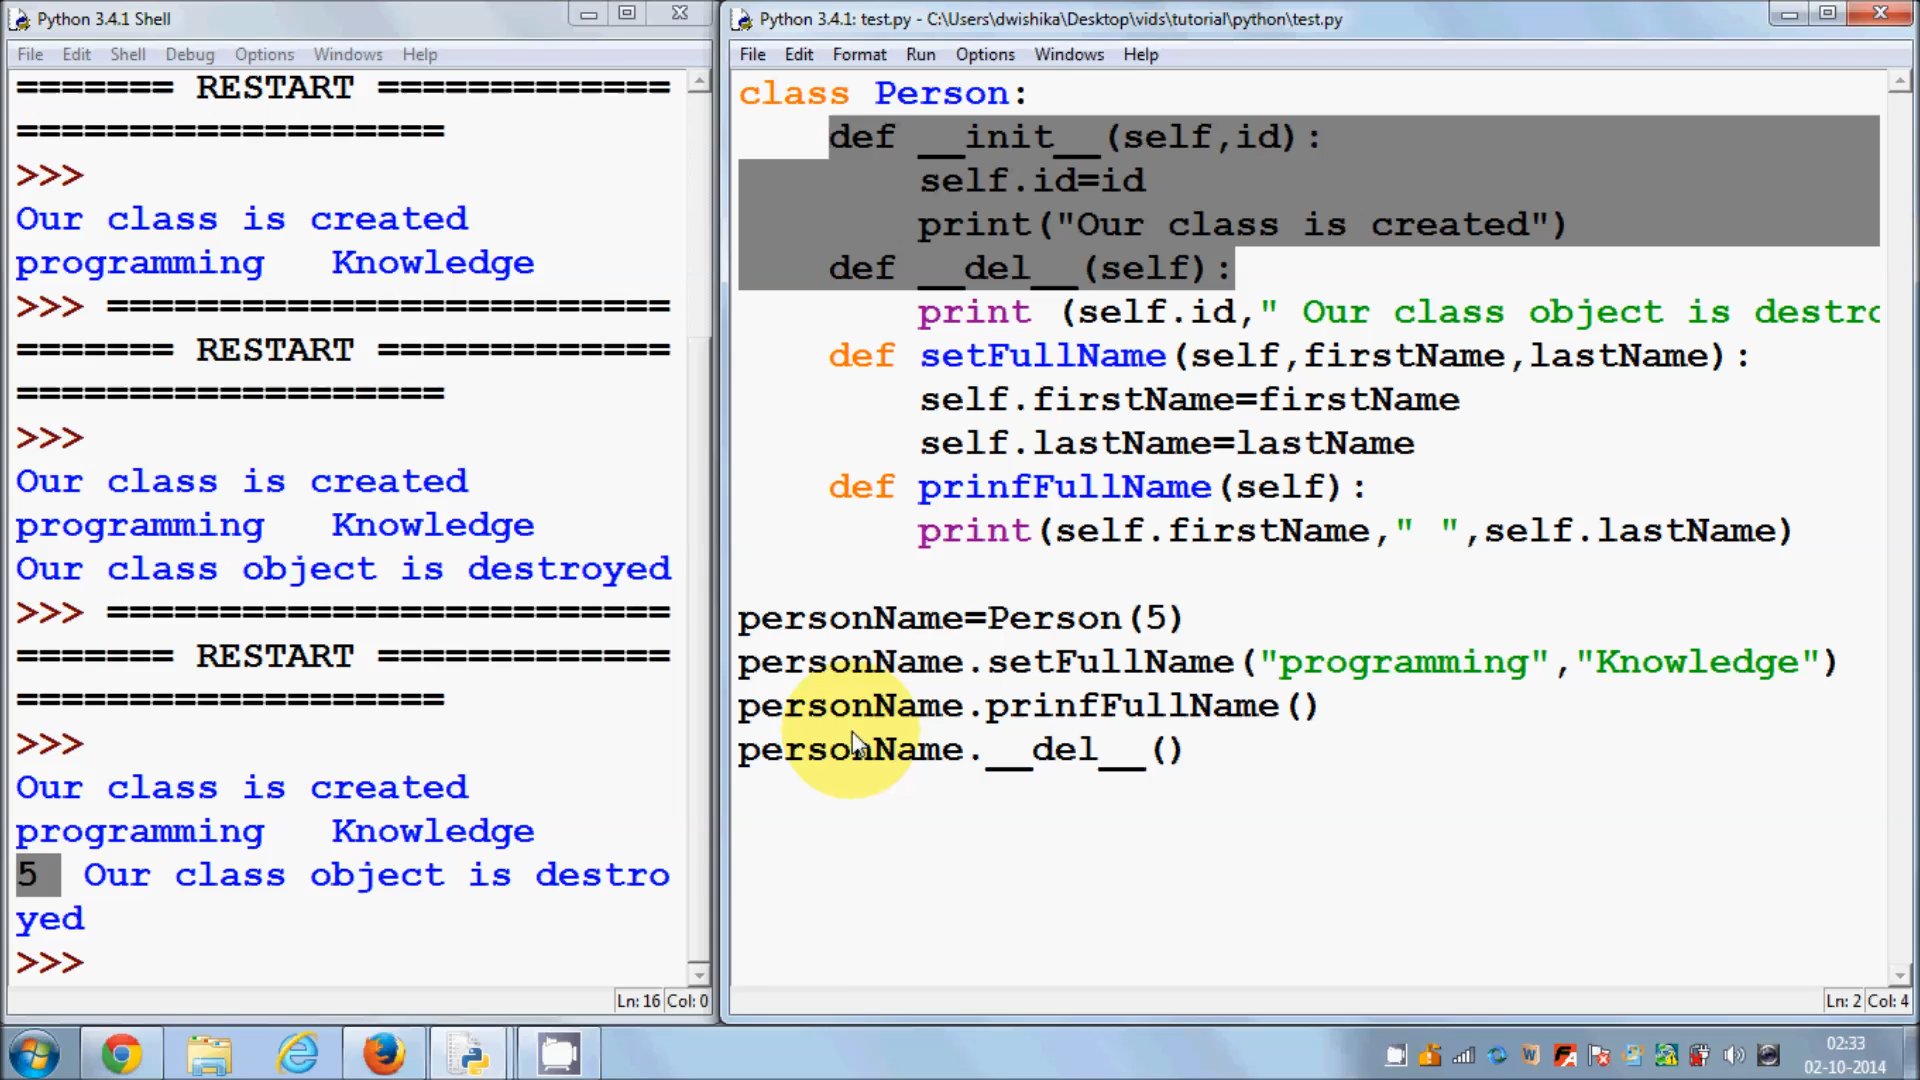 Python 3.4.1 Shell
File Edit Shell Debug Options Windows Help
======= RESTART =============
===================
>>>
Our class is created
programming   Knowledge
>>> =========================
======= RESTART =============
===================
>>>
Our class is created
programming   Knowledge
Our class object is destroyed
>>> =========================
======= RESTART =============
===================
>>>
Our class is created
programming   Knowledge
5  Our class object is destro
yed
>>>
Ln: 16 Col: 0
Python 3.4.1: test.py - C:\Users\dwishika\Desktop\vids\tutorial\python\test.py
File Edit Format Run Options Windows Help
class Person:
    def __init__(self,id):
        self.id=id
        print("Our class is created")
    def __del__(self):
        print (self.id," Our class object is destro
    def setFullName(self,firstName,lastName):
        self.firstName=firstName
        self.lastName=lastName
    def prinfFullName(self):
        print(self.firstName," ",self.lastName)
personName=Person(5)
personName.setFullName("programming","Knowledge")
personName.prinfFullName()
personName.__del__()
Ln: 2 Col: 4
02:33
02-10-2014